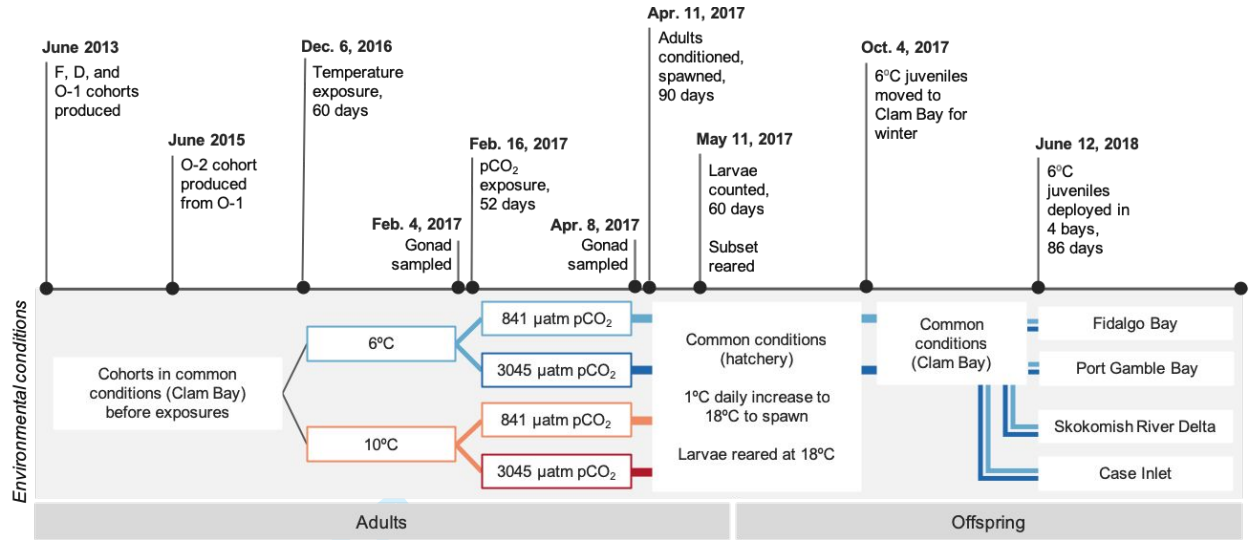 June 2013
F, D, and
O-1 cohorts
produced
June 2015
O-2 cohort
produced
from O-1
Dec. 6, 2016
Temperature
exposure,
60 days
Feb. 4, 2017
Gonad
sampled
Feb. 16, 2017
pCO₂
exposure,
52 days
Apr. 8, 2017
Gonad
sampled
Apr. 11, 2017
Adults
conditioned,
spawned,
90 days
May 11, 2017
Larvae
counted,
60 days
Subset
reared
Oct. 4, 2017
6°C juveniles
moved to
Clam Bay for
winter
June 12, 2018
6°C
juveniles
deployed in
4 bays,
86 days
Environmental conditions
Cohorts in common
conditions (Clam Bay)
before exposures
6ºC
10ºC
841 µatm pCO₂
3045 µatm pCO₂
841 µatm pCO₂
3045 µatm pCO₂
Common conditions
(hatchery)
1ºC daily increase to
18ºC to spawn
Larvae reared at 18ºC
Common
conditions
(Clam Bay)
Fidalgo Bay
Port Gamble Bay
Skokomish River Delta
Case Inlet
Adults
Offspring